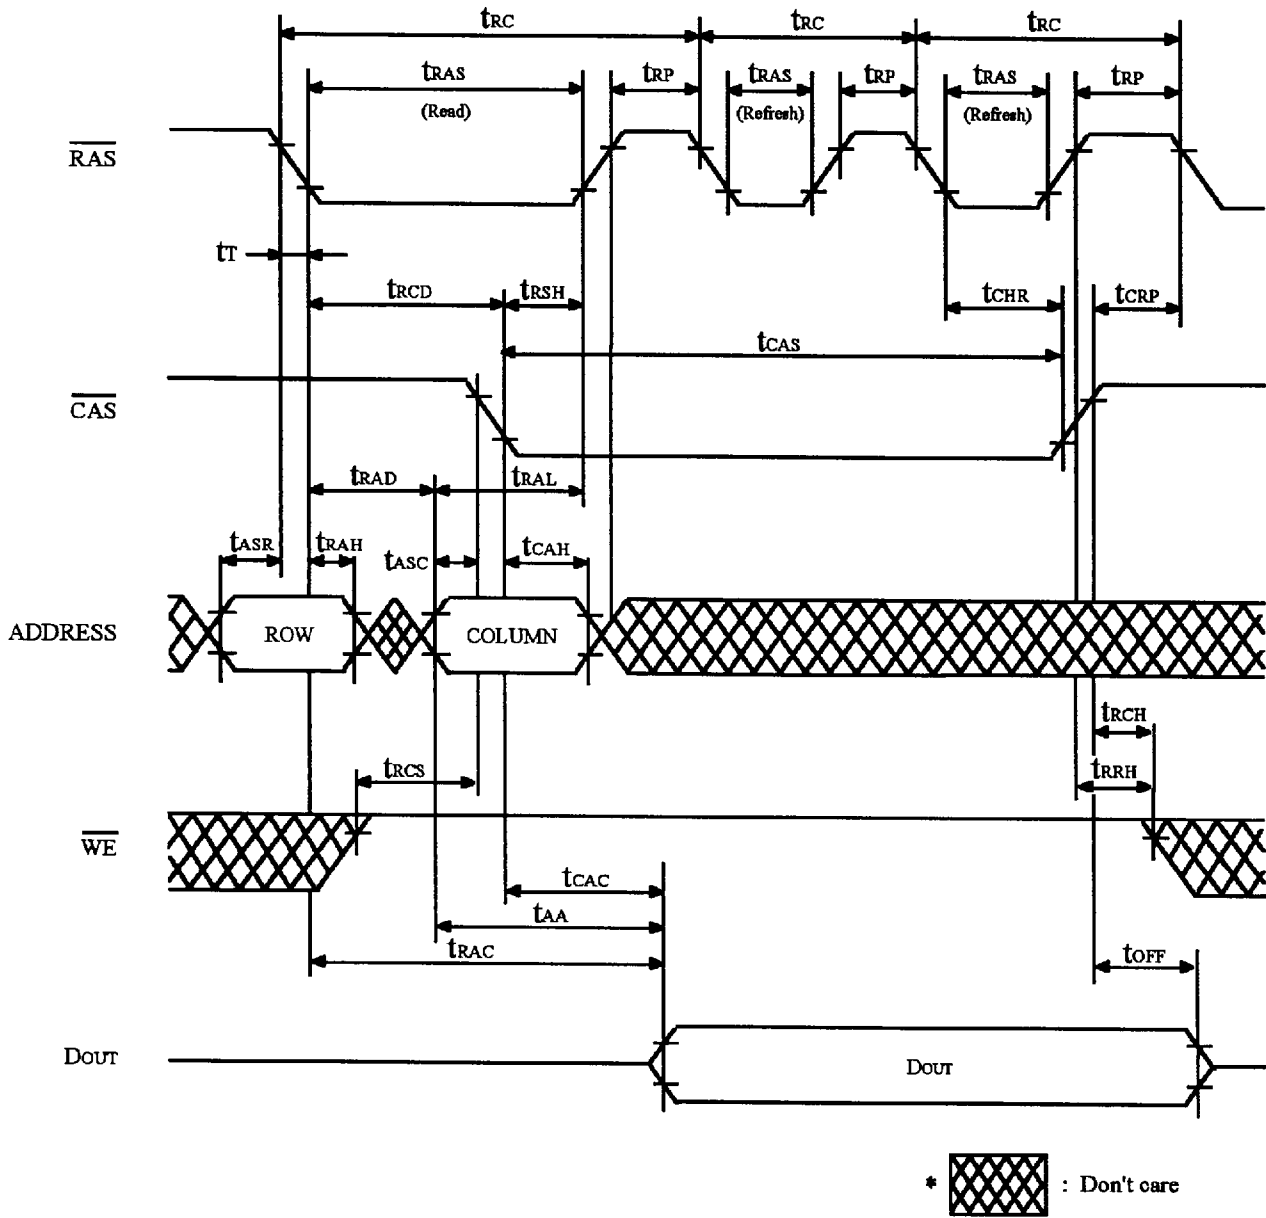 tRC tRC tRC
tRAS tRP tRAS tRP tRAS tRP
(Read) (Refresh) (Refresh)
RAS
tT
tRCD tRSH tCHR tCRP
tCAS
CAS
tRAD tRAL
tASR tRAH tASC tCAH
ADDRESS ROW COLUMN
tRCH
tRCS tRRH
WE
tCAC
tAA
tRAC tOFF
DOUT DOUT
* : Don't care